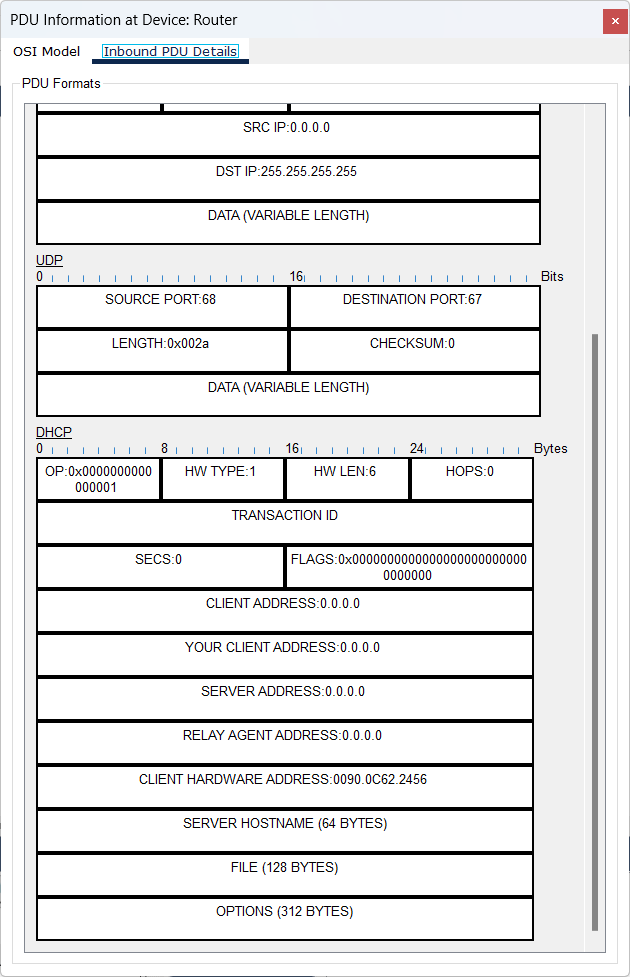 PDU Information at Device: Router
OSI Model Inbound PDU Details
PDU Formats
SRC IP:0.0.0.0
DST IP:255.255.255.255
DATA (VARIABLE LENGTH)
UDP
0 16 Bits
SOURCE PORT:68 DESTINATION PORT:67
LENGTH:0x002a CHECKSUM:0
DATA (VARIABLE LENGTH)
DHCP
0 8 16 24 Bytes
OP:0x0000000000
000001 HW TYPE:1 HW LEN:6 HOPS:0
TRANSACTION ID
SECS:0 FLAGS:0x0000000000000000000000000
0000000
CLIENT ADDRESS:0.0.0.0
YOUR CLIENT ADDRESS:0.0.0.0
SERVER ADDRESS:0.0.0.0
RELAY AGENT ADDRESS:0.0.0.0
CLIENT HARDWARE ADDRESS:0090.0C62.2456
SERVER HOSTNAME (64 BYTES)
FILE (128 BYTES)
OPTIONS (312 BYTES)